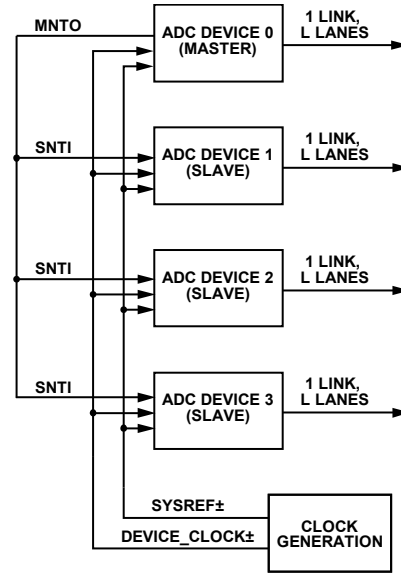 MNTO
ADC DEVICE 0
(MASTER)
1 LINK,
L LANES
SNTI
ADC DEVICE 1
(SLAVE)
1 LINK,
L LANES
SNTI
ADC DEVICE 2
(SLAVE)
1 LINK,
L LANES
SNTI
ADC DEVICE 3
(SLAVE)
1 LINK,
L LANES
SYSREF±
DEVICE_CLOCK±
CLOCK
GENERATION